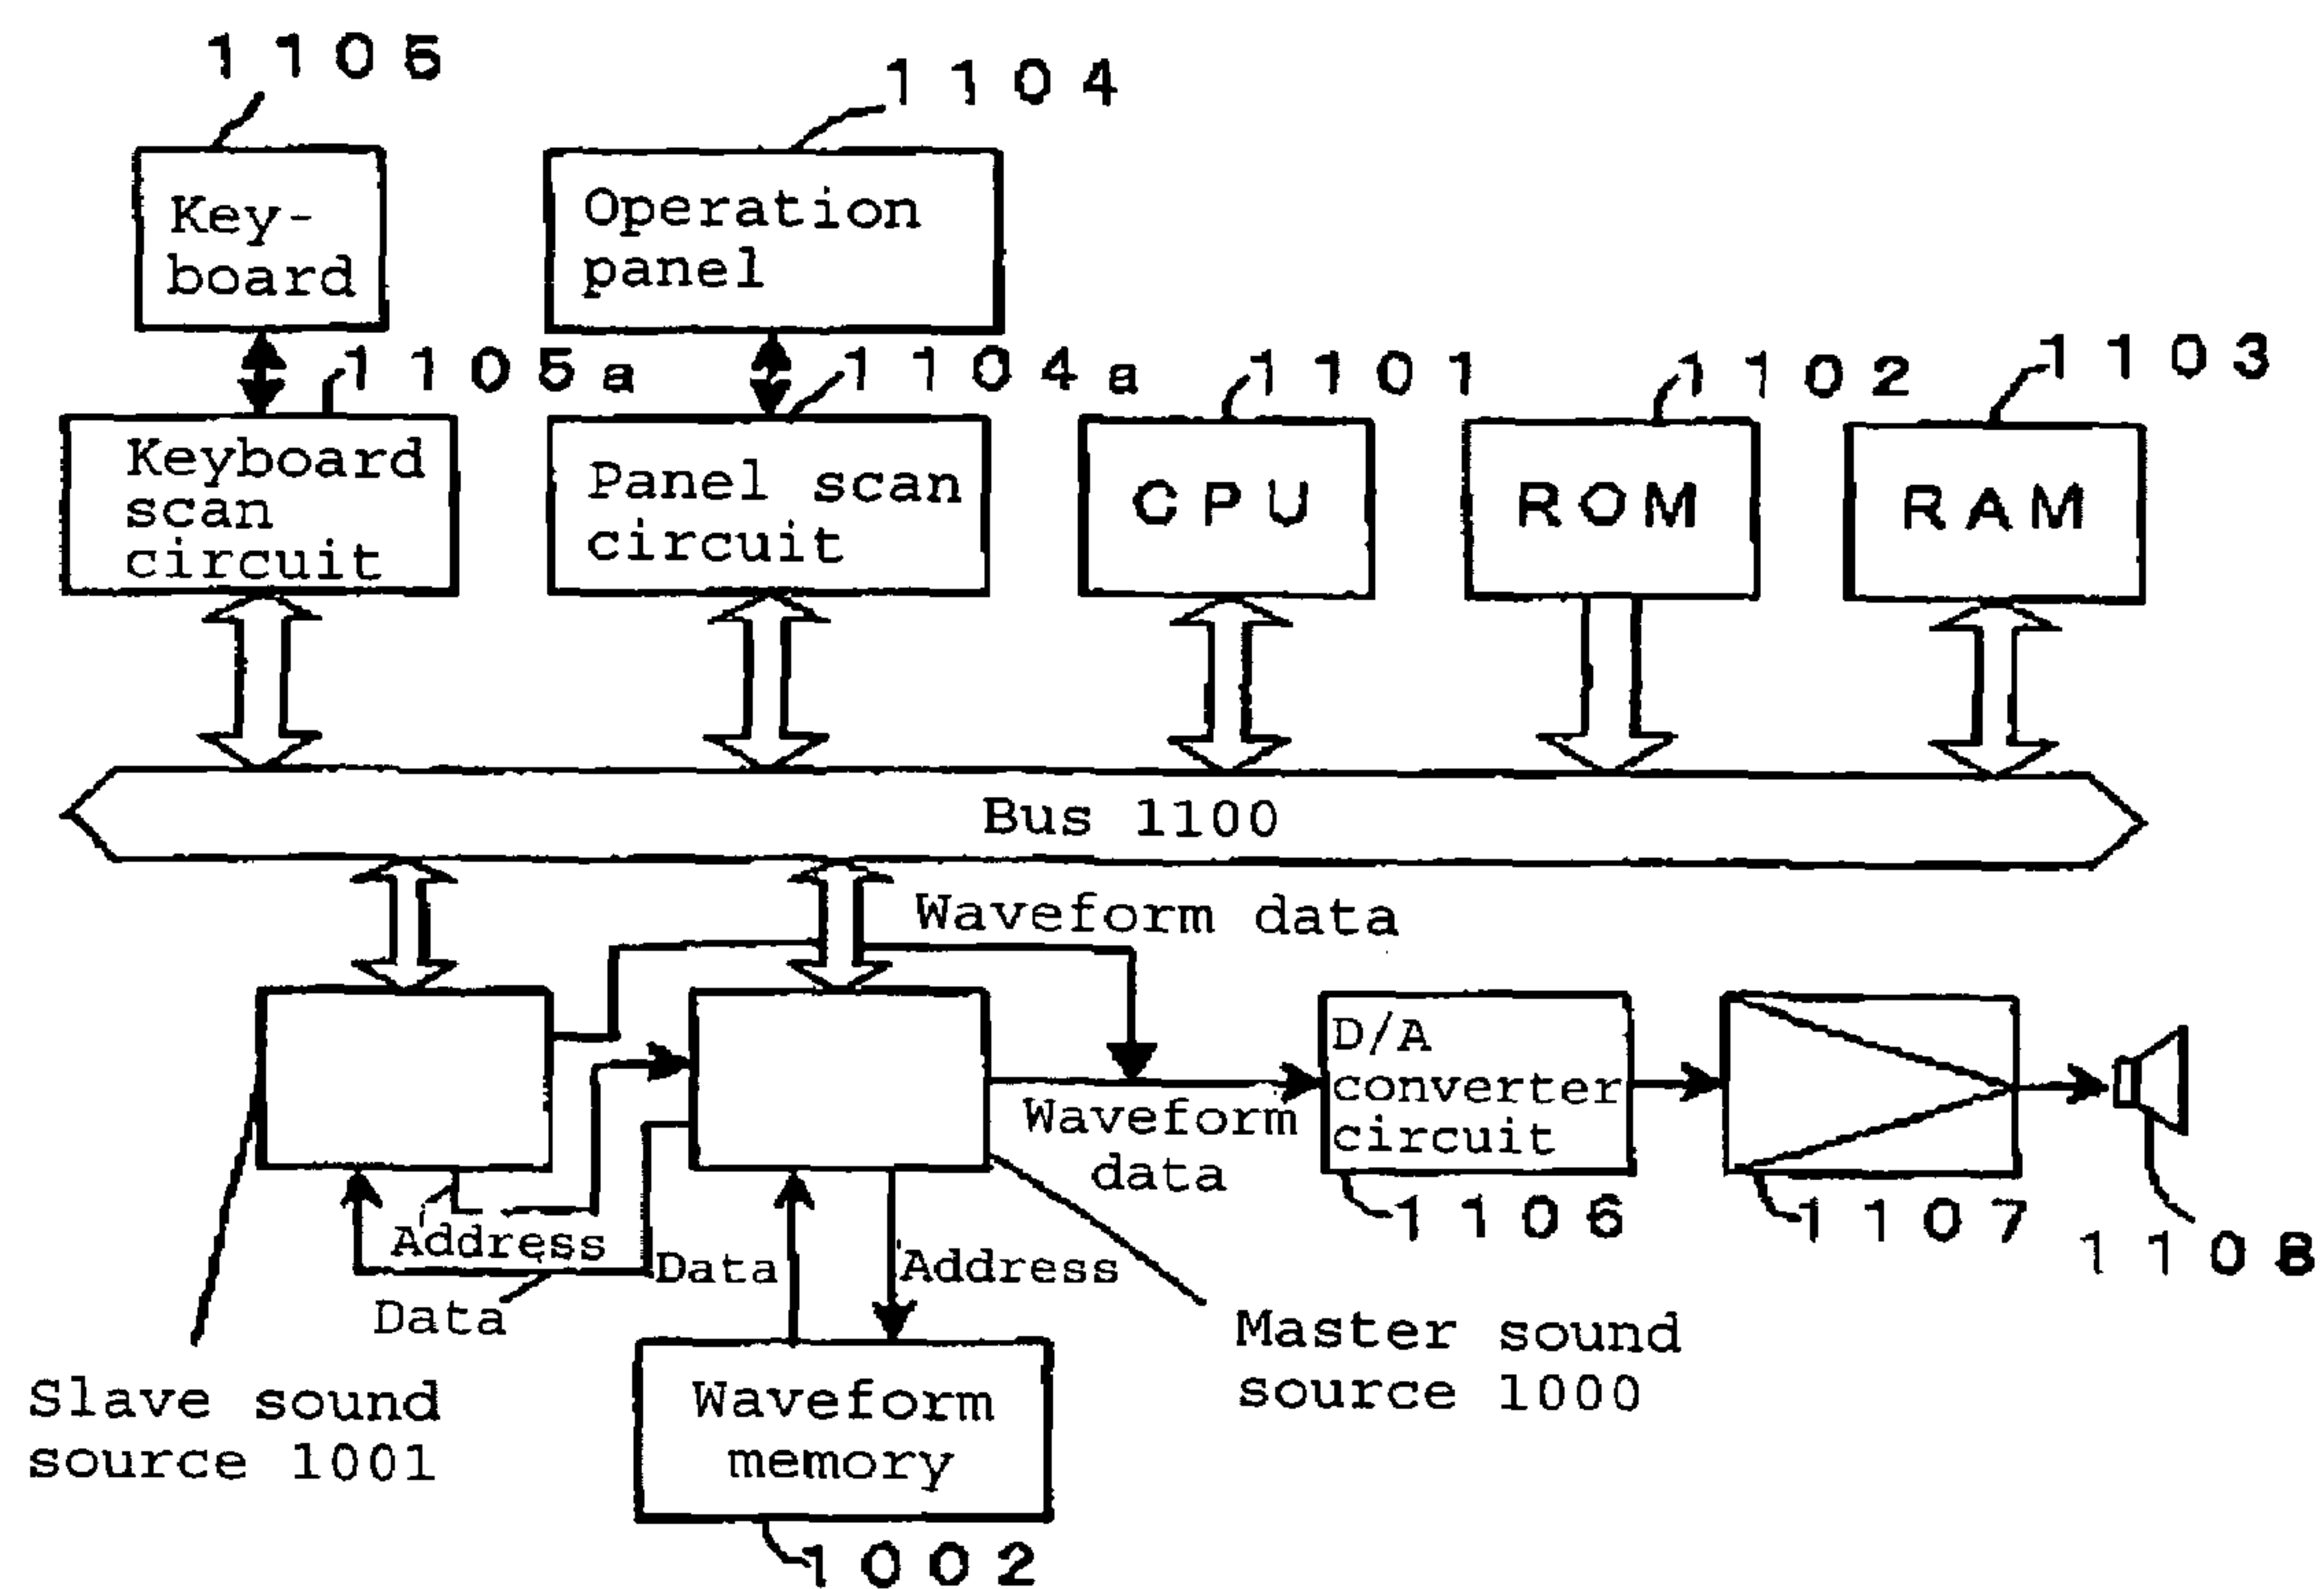 1105
1104
Key-
board
Operation
panel
1105a
1104a
1101
1102
1103
Keyboard
scan
circuit
Panel scan
circuit
CPU
ROM
RAM
Bus 1100
Waveform data
D/A
converter
circuit
Waveform
data
1106
1107
1108
Address
Data
Address
Data
Master sound
source 1000
Slave sound
source 1001
Waveform
memory
1002